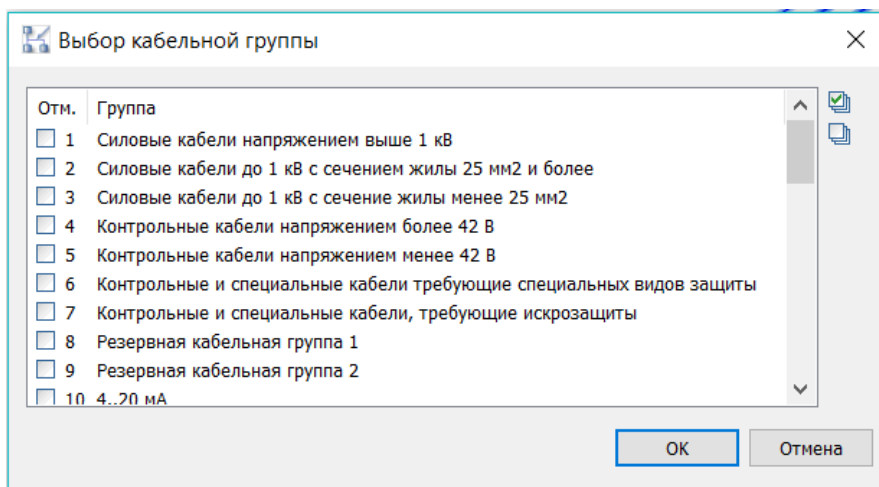 Выбор кабельной группы
Отм. Группа
1 Силовые кабели напряжением выше 1 кВ
2 Силовые кабели до 1 кВ с сечением жилы 25 мм2 и более
3 Силовые кабели до 1 кВ с сечение жилы менее 25 мм2
4 Контрольные кабели напряжением более 42 В
5 Контрольные кабели напряжением менее 42 В
6 Контрольные и специальные кабели требующие специальных видов защиты
7 Контрольные и специальные кабели, требующие искрозащиты
8 Резервная кабельная группа 1
9 Резервная кабельная группа 2
10 4..20 мА
ОК Отмена